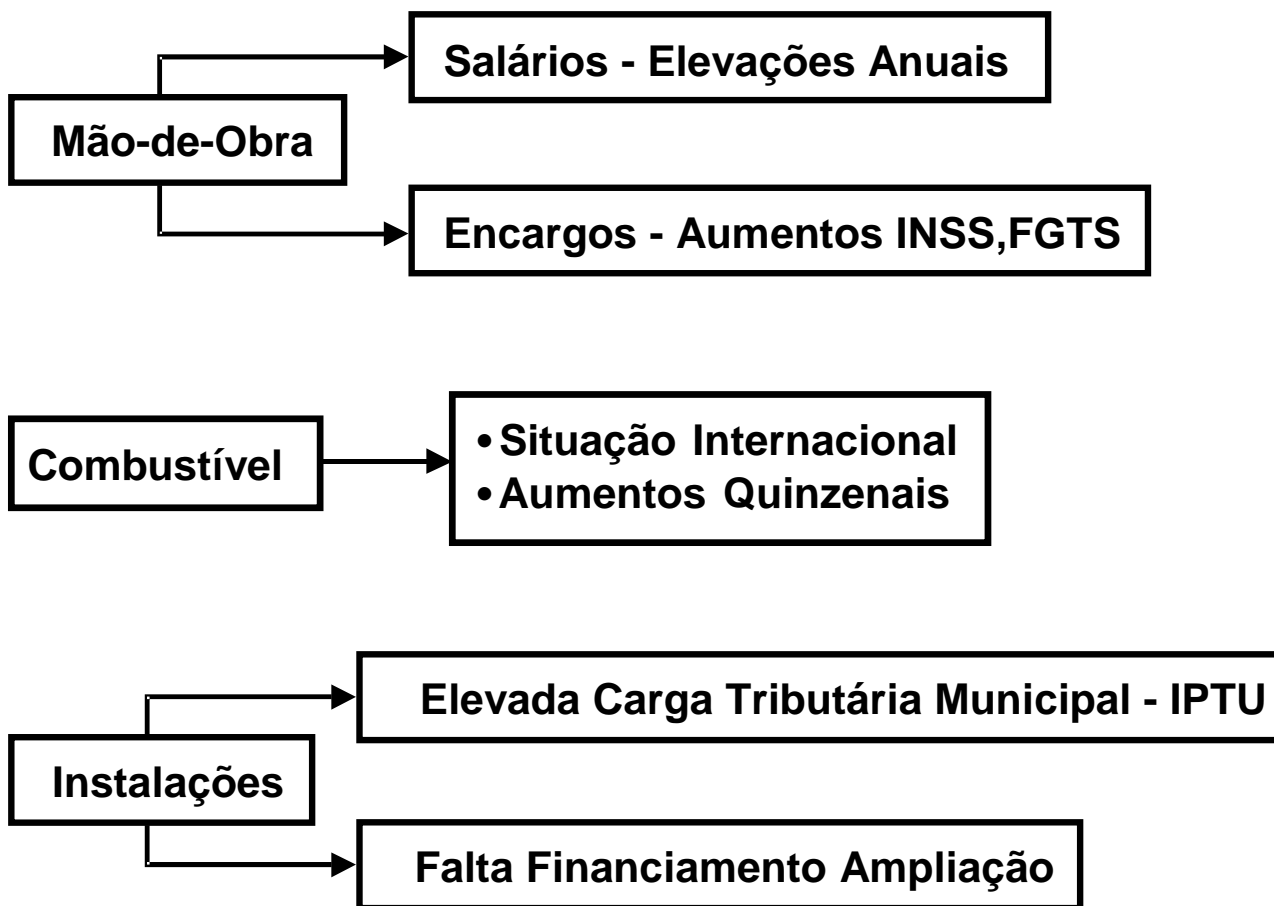 Salários - Elevações Anuais
Mão-de-Obra
Encargos - Aumentos INSS,FGTS
Combustível
•Situação Internacional
•Aumentos Quinzenais
Elevada Carga Tributária Municipal - IPTU
Instalações
Falta Financiamento Ampliação